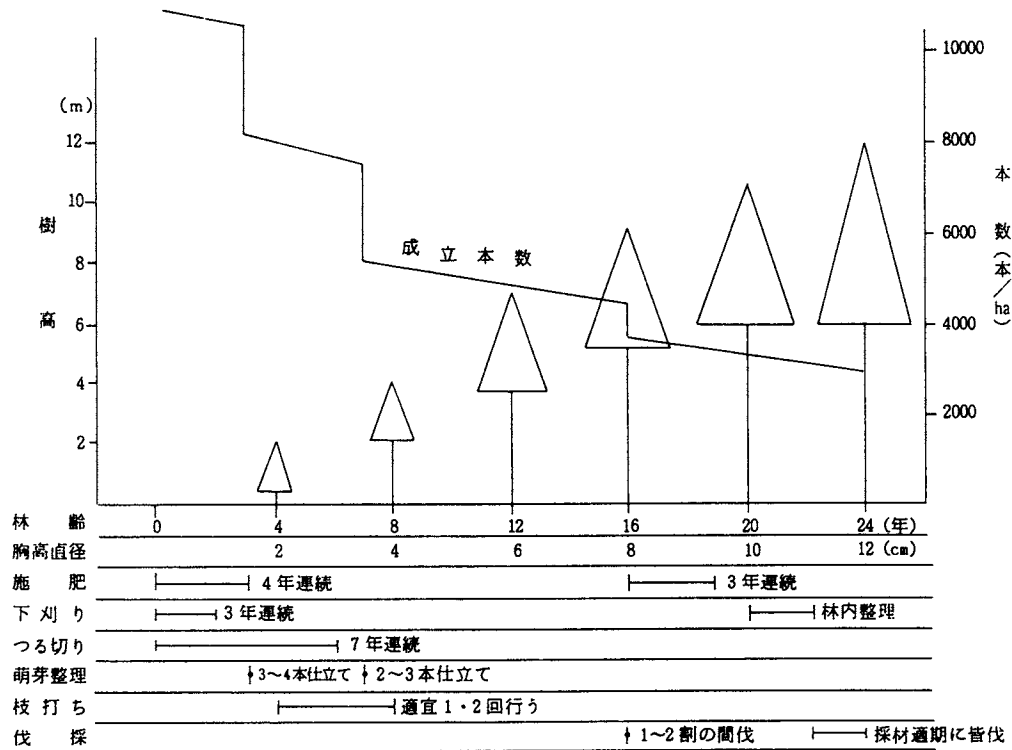 10000
(m)
12
8000
本
10
樹
6000
数(本/ha)
成立本数
8
高
6
4000
4
2000
2
林齢 0 4 8 12 16 20 24 (年)
胸高直径 2 4 6 8 10 12 (cm)
施肥 4年連続 3年連続
下刈り 3年連続 林内整理
つる切り 7年連続
萌芽整理 3~4本仕立て 2~3本仕立て
枝打ち 適宜1・2回行う
伐採 1~2割の間伐 採材適期に皆伐